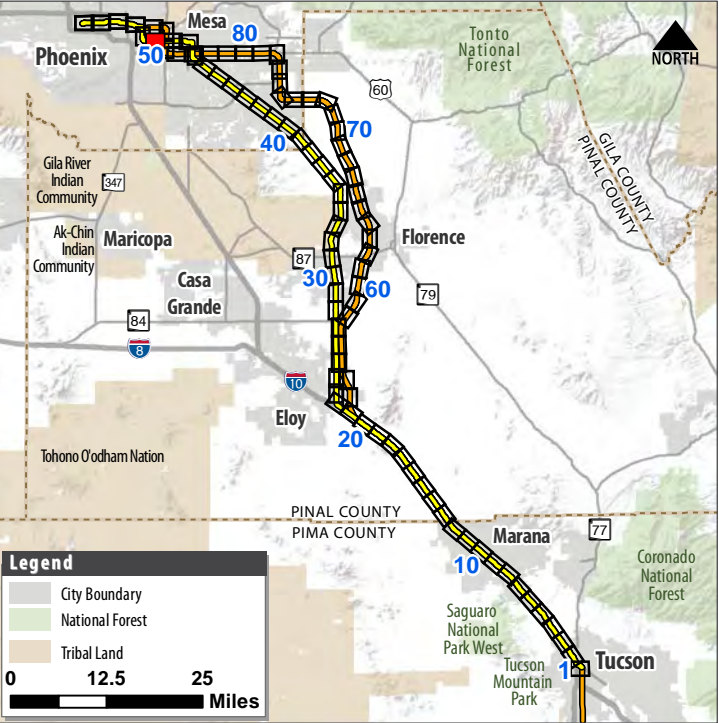 Mesa
80
Phoenix
50
Tonto
National
Forest
NORTH
60
70
40
GILA COUNTY
PINAL COUNTY
Gila River
Indian
Community
347
Ak-Chin
Indian
Community
Maricopa
Florence
87
30
60
Casa
Grande
79
84
8
10
Eloy
20
Tohono O'odham Nation
PINAL COUNTY
PIMA COUNTY
Marana
77
10
Coronado
National
Forest
Saguaro
National
Park West
Tucson
Mountain
Park
1
Tucson
Legend
City Boundary
National Forest
Tribal Land
0 12.5 25
Miles